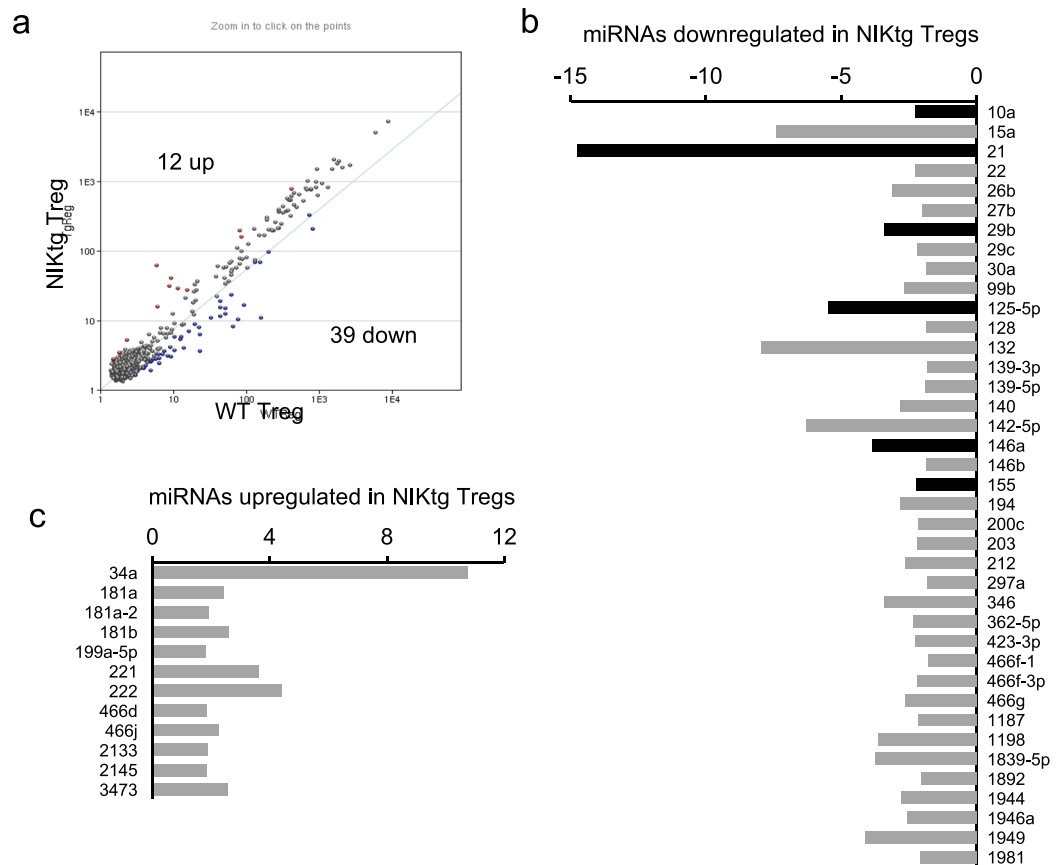 a
Zoom in to click on the points
1E4
1E3
100
10
1
12 up
39 down
NIKtg Treg
TgReg
1 10 100 1E3 1E4
WT Treg
WTReg
b
miRNAs downregulated in NIKtg Tregs
-15 -10 -5 0
10a
15a
21
22
26b
27b
29b
29c
30a
99b
125-5p
128
132
139-3p
139-5p
140
142-5p
146a
146b
155
194
200c
203
212
297a
346
362-5p
423-3p
466f-1
466f-3p
466g
1187
1198
1839-5p
1892
1944
1946a
1949
1981
c
miRNAs upregulated in NIKtg Tregs
0 4 8 12
34a
181a
181a-2
181b
199a-5p
221
222
466d
466j
2133
2145
3473